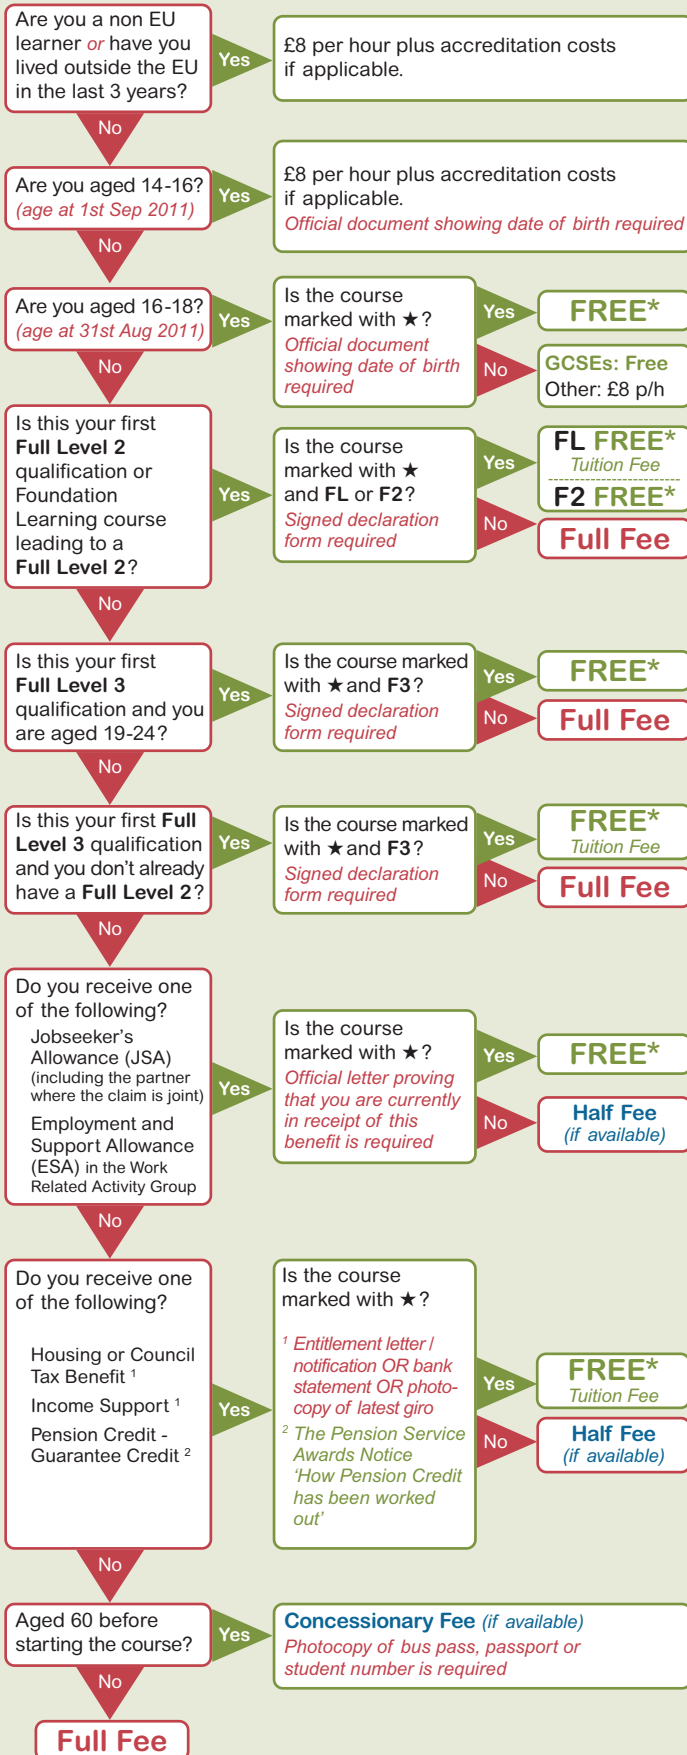 Are you a non EU
learner or have you
lived outside the EU
in the last 3 years?
Yes
£8 per hour plus accreditation costs
if applicable.
No
Are you aged 14-16?
(age at 1st Sep 2011)
Yes
£8 per hour plus accreditation costs
if applicable.
Official document showing date of birth required
No
Are you aged 16-18?
(age at 31st Aug 2011)
Yes
Is the course
marked with ★?
Official document
showing date of birth
required
Yes
FREE*
No
GCSEs: Free
Other: £8 p/h
No
Is this your first
Full Level 2
qualification or
Foundation
Learning course
leading to a
Full Level 2?
Yes
Is the course
marked with ★
and FL or F2?
Signed declaration
form required
Yes
FL FREE*
Tuition Fee
F2 FREE*
No
Full Fee
No
Is this your first
Full Level 3
qualification and you
are aged 19-24?
Yes
Is the course marked
with ★ and F3?
Signed declaration
form required
Yes
FREE*
No
Full Fee
No
Is this your first Full
Level 3 qualification
and you don't already
have a Full Level 2?
Yes
Is the course marked
with ★ and F3?
Signed declaration
form required
Yes
FREE*
Tuition Fee
No
Full Fee
No
Do you receive one
of the following?
Jobseeker's
Allowance (JSA)
(including the partner
where the claim is joint)
Employment and
Support Allowance
(ESA) in the Work
Related Activity Group
Yes
Is the course
marked with ★?
Official letter proving
that you are currently
in receipt of this
benefit is required
Yes
FREE*
No
Half Fee
(if available)
No
Do you receive one
of the following?
Housing or Council
Tax Benefit ¹
Income Support ¹
Pension Credit -
Guarantee Credit ²
Yes
Is the course
marked with ★?
¹ Entitlement letter /
notification OR bank
statement OR photo-
copy of latest giro
² The Pension Service
Awards Notice
‘How Pension Credit
has been worked
out’
Yes
FREE*
Tuition Fee
No
Half Fee
(if available)
No
Aged 60 before
starting the course?
Yes
Concessionary Fee (if available)
Photocopy of bus pass, passport or
student number is required
No
Full Fee